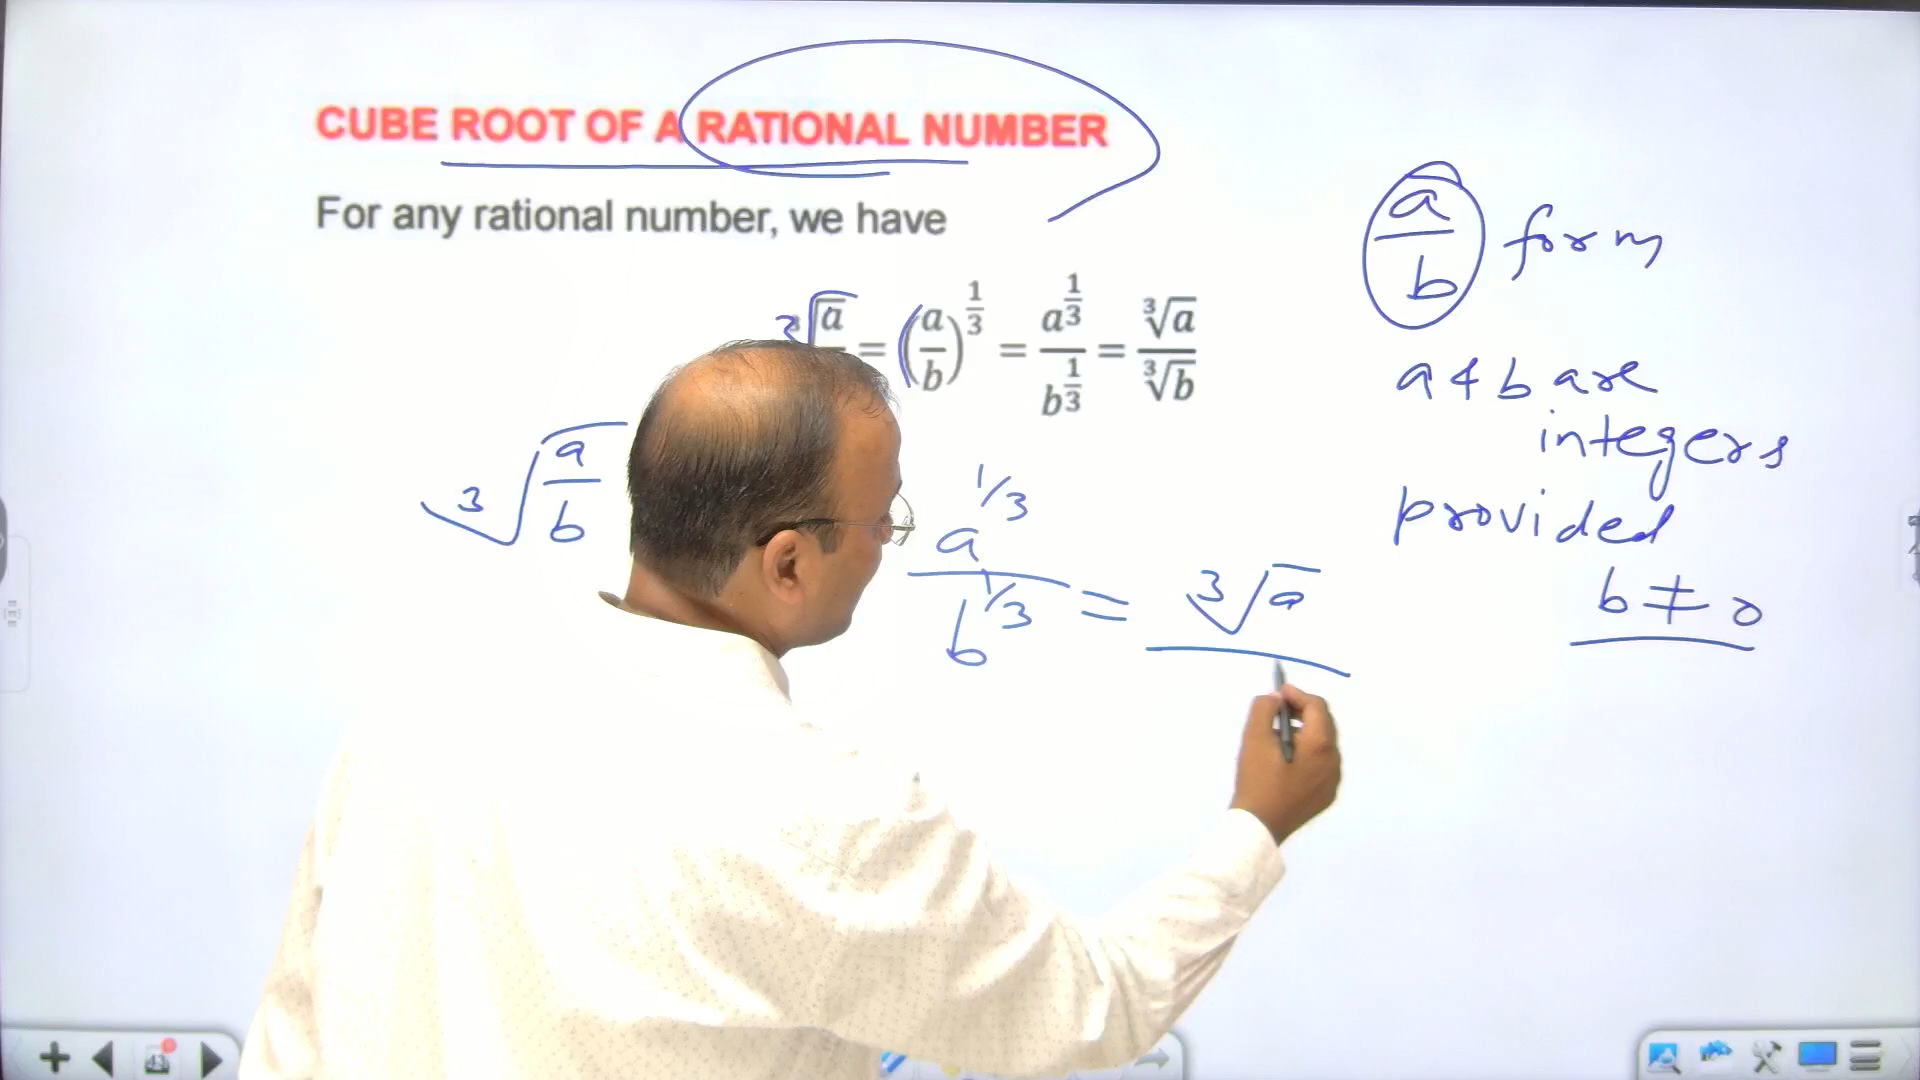 CUBE ROOT OF A RATIONAL NUMBER
For any rational number, we have
∛a = (a/b)^(1/3) = a^(1/3)/b^(1/3) = ∛a/∛b
a/b form
a & b are
integers
provided
b ≠ 0
∛(a/b)
a^(1/3)/b^(1/3) = ∛a
43